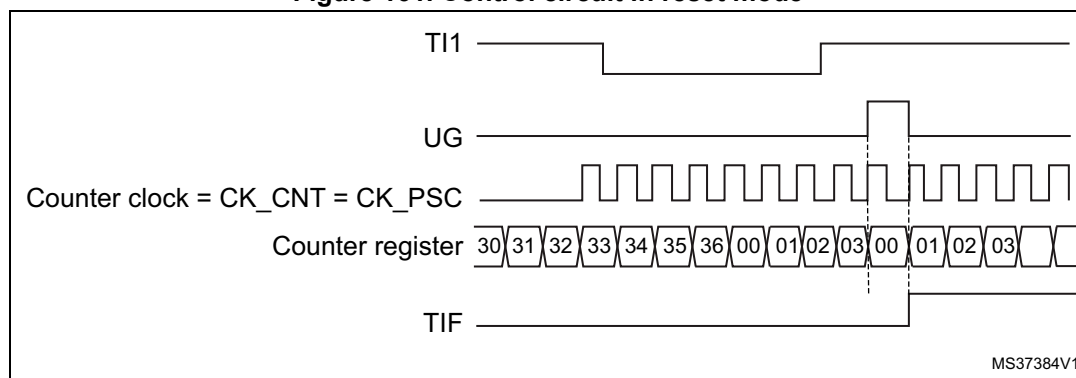 TI1
UG
Counter clock = CK_CNT = CK_PSC
Counter register 30 31 32 33 34 35 36 00 01 02 03 00 01 02 03
TIF
MS37384V1